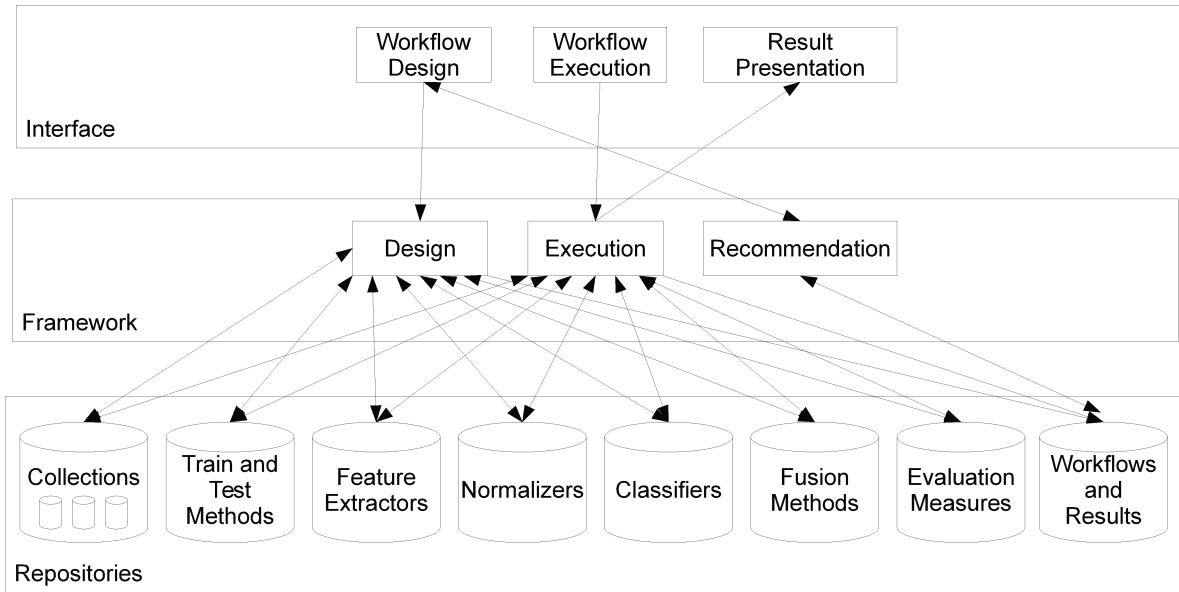 Workflow
Design
Workflow
Execution
Result
Presentation
Interface
Design
Execution
Recommendation
Framework
Collections
Train and
Test
Methods
Feature
Extractors
Normalizers
Classifiers
Fusion
Methods
Evaluation
Measures
Workflows
and
Results
Repositories